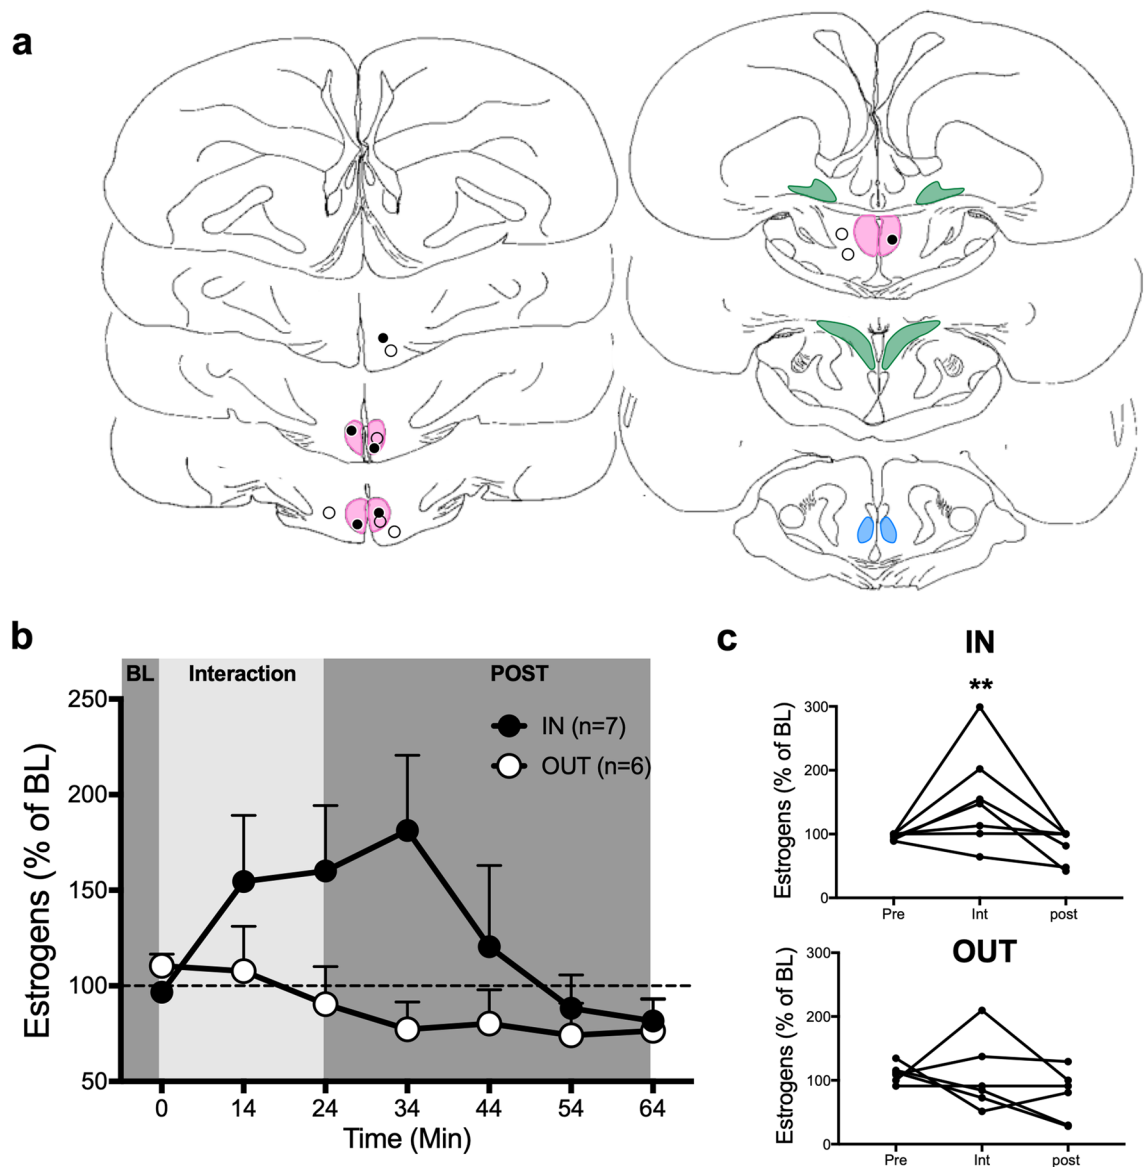 a
b
BL Interaction POST
Estrogens (% of BL)
250
200
150
100
50
IN (n=7)
OUT (n=6)
0 14 24 34 44 54 64
Time (Min)
c
IN
**
Estrogens (% of BL)
300
200
100
0
Pre Int post
OUT
Estrogens (% of BL)
300
200
100
0
Pre Int post